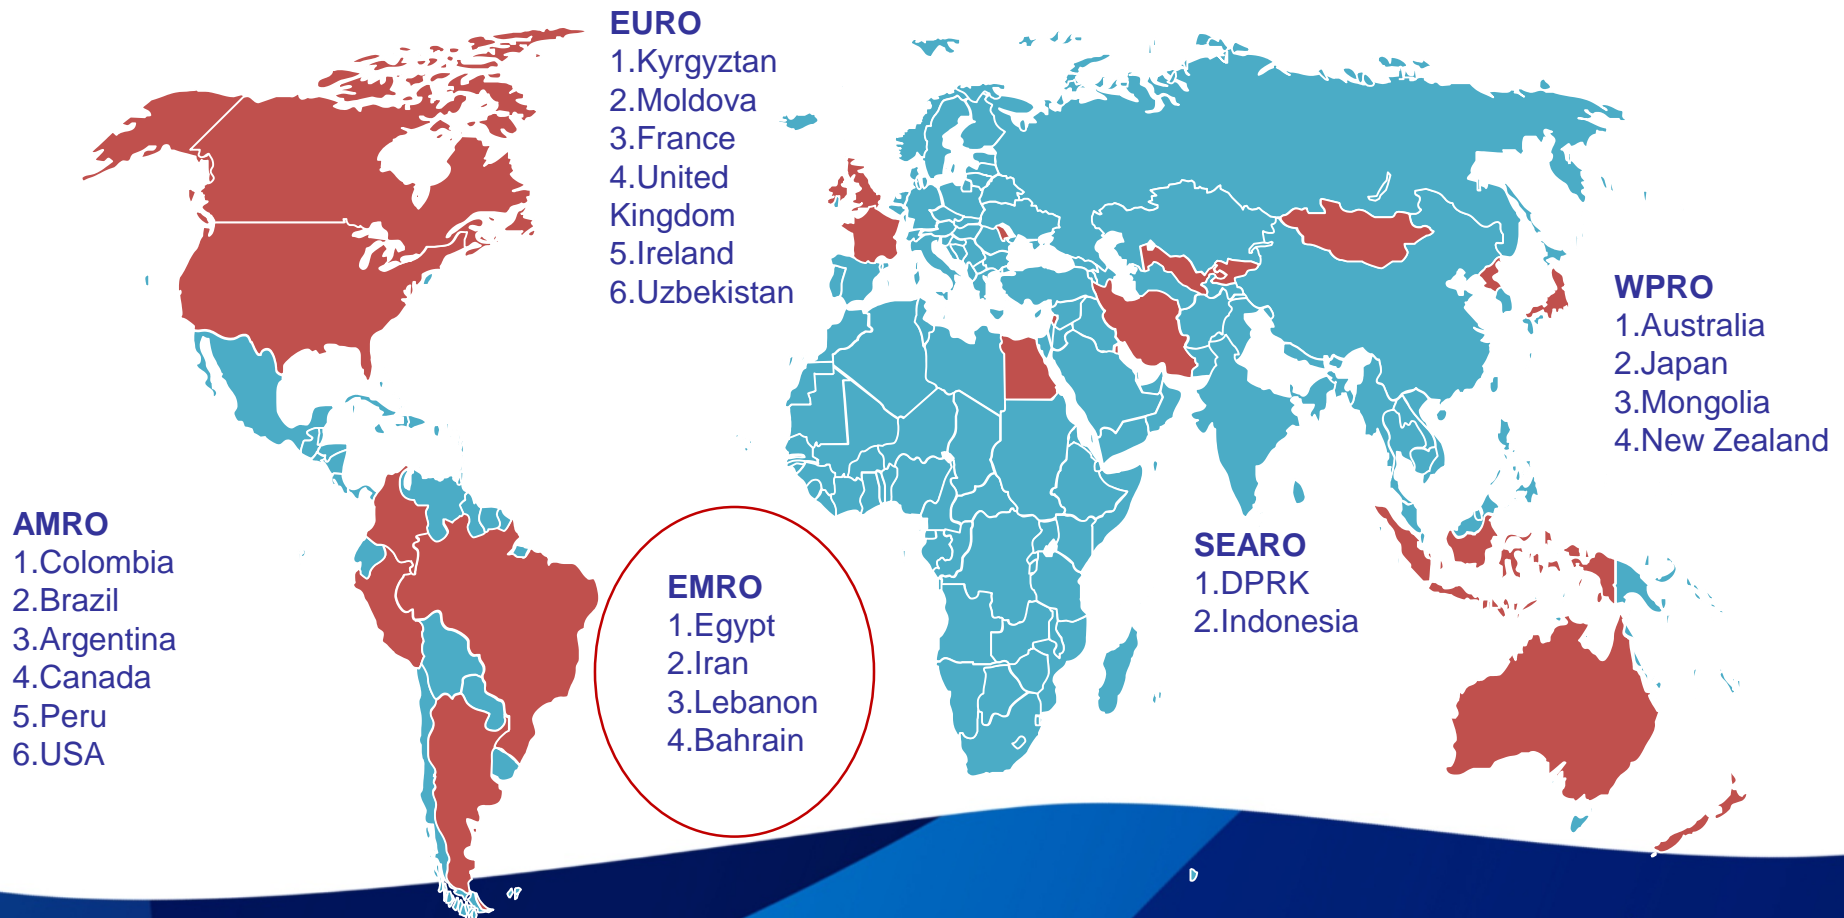 EURO
1.Kyrgyztan
2.Moldova
3.France
4.United
Kingdom
5.Ireland
6.Uzbekistan
WPRO
1.Australia
2.Japan
3.Mongolia
4.New Zealand
AMRO
1.Colombia
2.Brazil
3.Argentina
4.Canada
5.Peru
6.USA
EMRO
1.Egypt
2.Iran
3.Lebanon
4.Bahrain
SEARO
1.DPRK
2.Indonesia